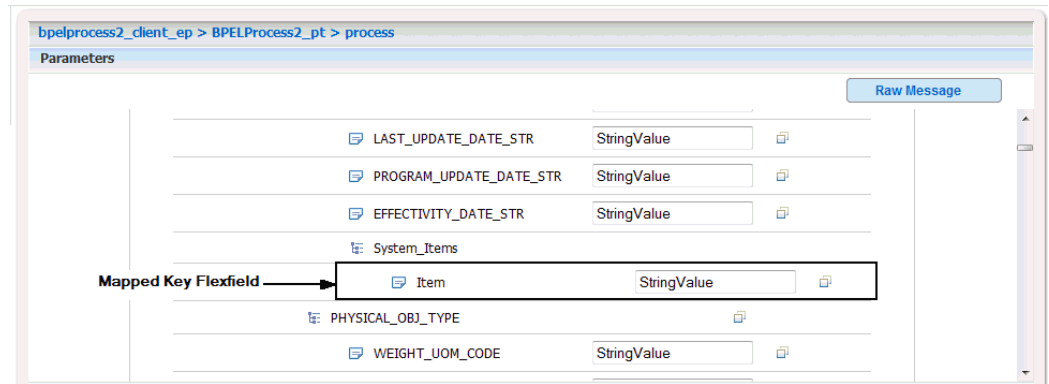 bpelprocess2_client_ep > BPELProcess2_pt > process
Parameters
Raw Message
LAST_UPDATE_DATE_STR StringValue
PROGRAM_UPDATE_DATE_STR StringValue
EFFECTIVITY_DATE_STR StringValue
System_Items
Mapped Key Flexfield Item StringValue
PHYSICAL_OBJ_TYPE
WEIGHT_UOM_CODE StringValue